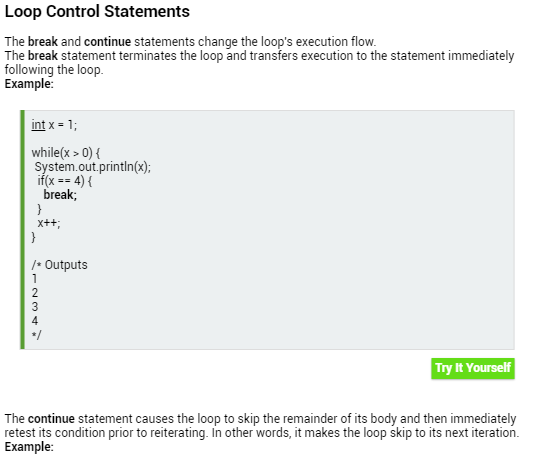 Loop Control Statements
The break and continue statements change the loop's execution flow.
The break statement terminates the loop and transfers execution to the statement immediately
following the loop.
Example:
int x = 1;
while(x > 0) {
System.out.println(x);
if(x == 4) {
break;
}
x++;
}
/* Outputs
1
2
3
4
*/
Try It Yourself
The continue statement causes the loop to skip the remainder of its body and then immediately
retest its condition prior to reiterating. In other words, it makes the loop skip to its next iteration.
Example: